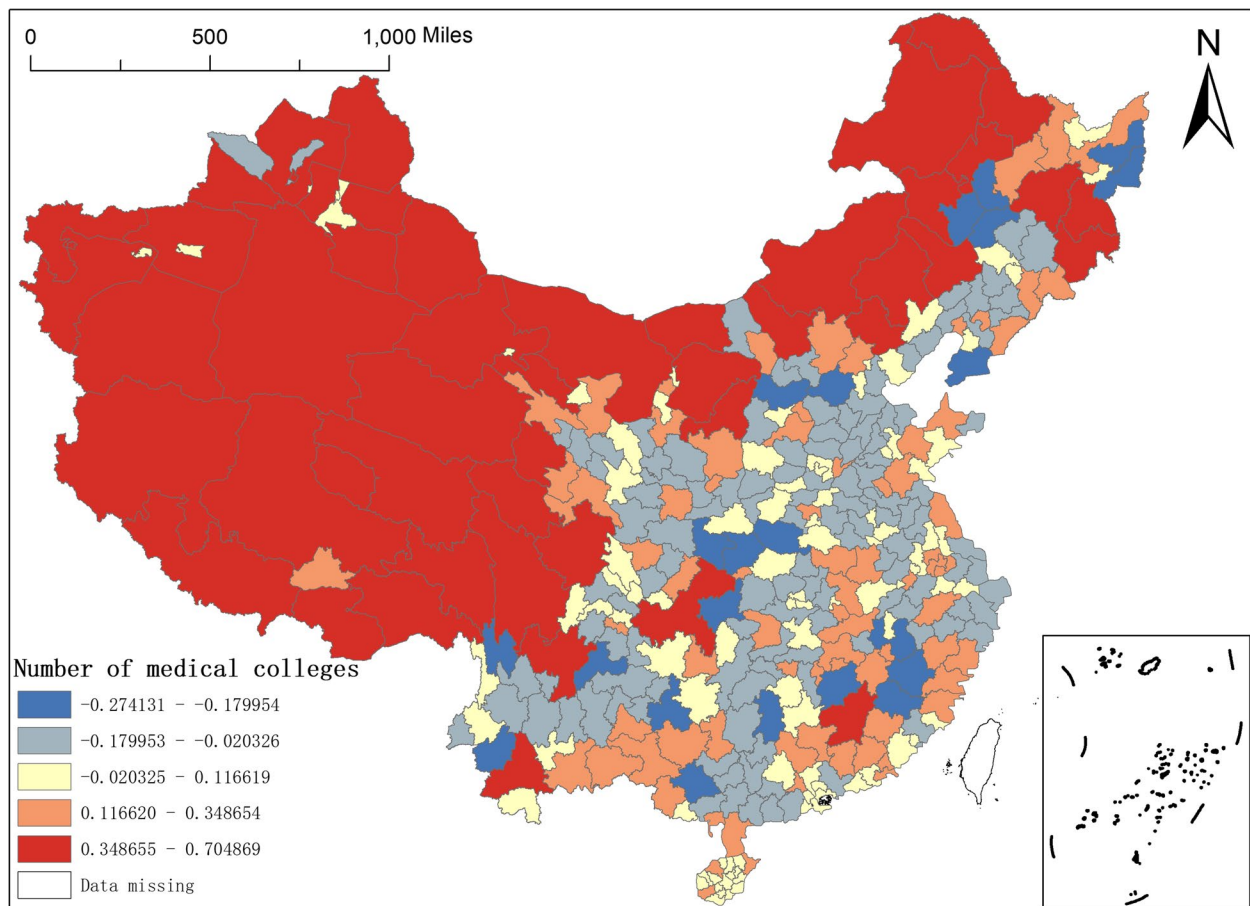 0 500 1,000 Miles
N
Number of medical colleges
-0.274131 - -0.179954
-0.179953 - -0.020326
-0.020325 - 0.116619
0.116620 - 0.348654
0.348655 - 0.704869
Data missing